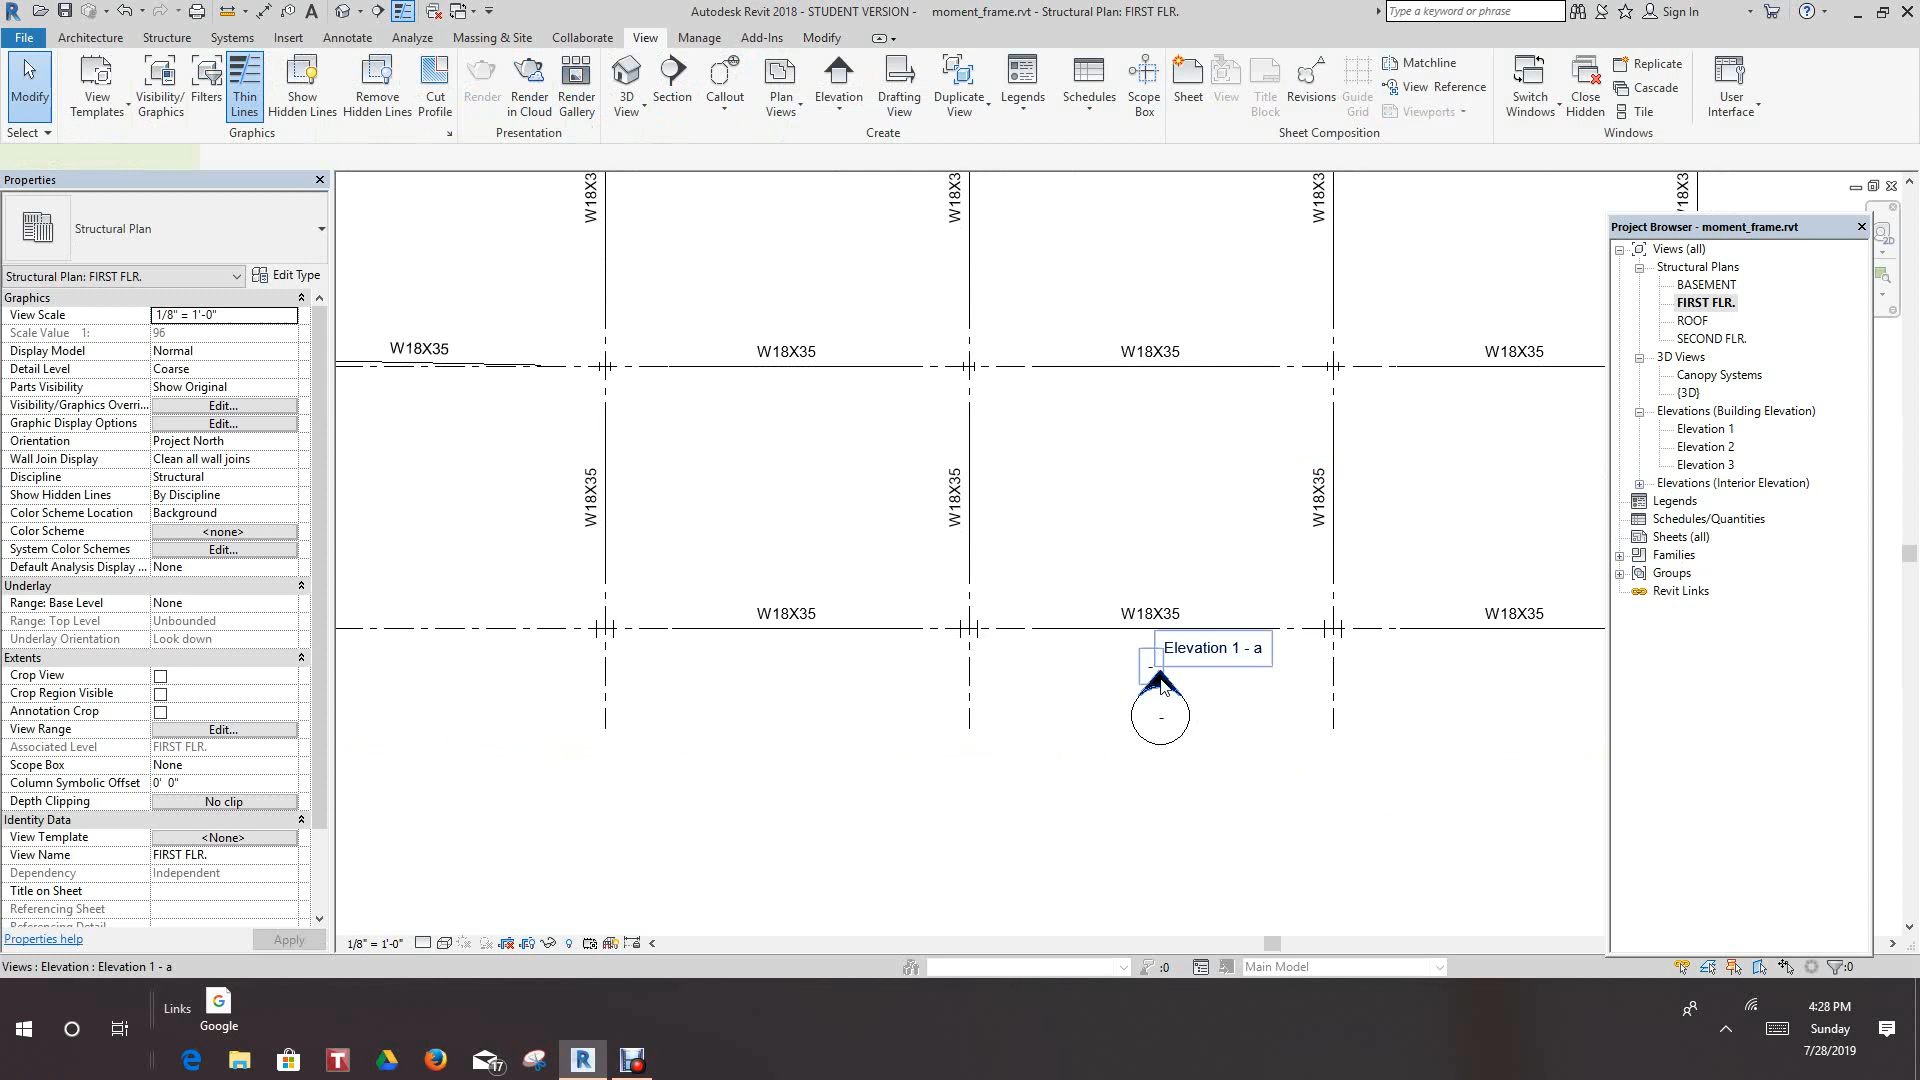 Autodesk Revit 2018 - STUDENT VERSION - moment_frame.rvt - Structural Plan: FIRST FLR.
Type a keyword or phrase
Sign In
File Architecture Structure Systems Insert Annotate Analyze Massing & Site Collaborate View Manage Add-Ins Modify
Modify
View Templates
Visibility/ Graphics
Filters
Thin Lines
Show Hidden Lines
Remove Hidden Lines
Cut Profile
Render
Render in Cloud
Render Gallery
3D View
Section
Callout
Plan Views
Elevation
Drafting View
Duplicate View
Legends
Schedules
Scope Box
Sheet
View
Title Block
Revisions
Guide Grid
Matchline
View Reference
Viewports
Switch Windows
Close Hidden
Replicate
Cascade
Tile
User Interface
Select
Graphics
Presentation
Create
Sheet Composition
Windows
Properties
Structural Plan
Structural Plan: FIRST FLR.
Edit Type
Graphics
View Scale 1/8" = 1'-0"
Scale Value 1: 96
Display Model Normal
Detail Level Coarse
Parts Visibility Show Original
Visibility/Graphics Overri... Edit...
Graphic Display Options Edit...
Orientation Project North
Wall Join Display Clean all wall joins
Discipline Structural
Show Hidden Lines By Discipline
Color Scheme Location Background
Color Scheme <none>
System Color Schemes Edit...
Default Analysis Display ... None
Underlay
Range: Base Level None
Range: Top Level Unbounded
Underlay Orientation Look down
Extents
Crop View
Crop Region Visible
Annotation Crop
View Range Edit...
Associated Level FIRST FLR.
Scope Box None
Column Symbolic Offset 0' 0"
Depth Clipping No clip
Identity Data
View Template <None>
View Name FIRST FLR.
Dependency Independent
Title on Sheet
Referencing Sheet
Referencing Detail
Properties help
Apply
W18X3
W18X3
W18X3
W18X3
W18X35
W18X35
W18X35
W18X35
W18X35
W18X35
W18X35
W18X35
W18X35
W18X35
Elevation 1 - a
-
-
Project Browser - moment_frame.rvt
Views (all)
Structural Plans
BASEMENT
FIRST FLR.
ROOF
SECOND FLR.
3D Views
Canopy Systems
{3D}
Elevations (Building Elevation)
Elevation 1
Elevation 2
Elevation 3
Elevations (Interior Elevation)
Legends
Schedules/Quantities
Sheets (all)
Families
Groups
Revit Links
2D
1/8" = 1'-0"
Views : Elevation : Elevation 1 - a
:0
Main Model
:0
Links
Google
17
4:28 PM
Sunday
7/28/2019